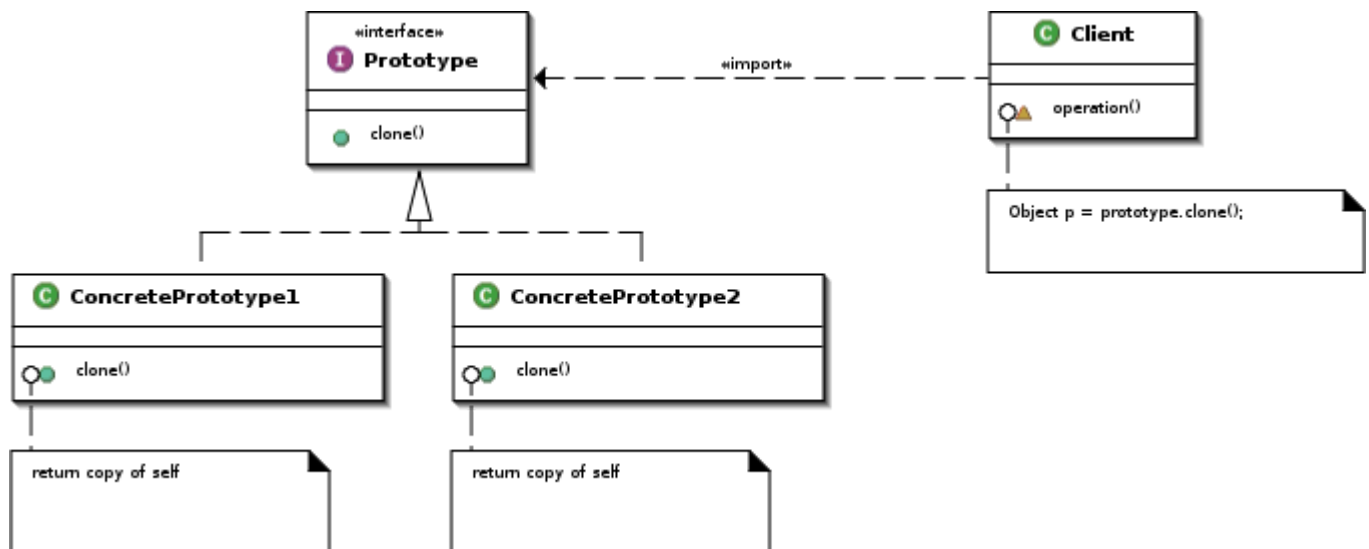 «interface»
I Prototype
clone()
«import»
C Client
operation()
Object p = prototype.clone();
C ConcretePrototype1
clone()
return copy of self
C ConcretePrototype2
clone()
return copy of self